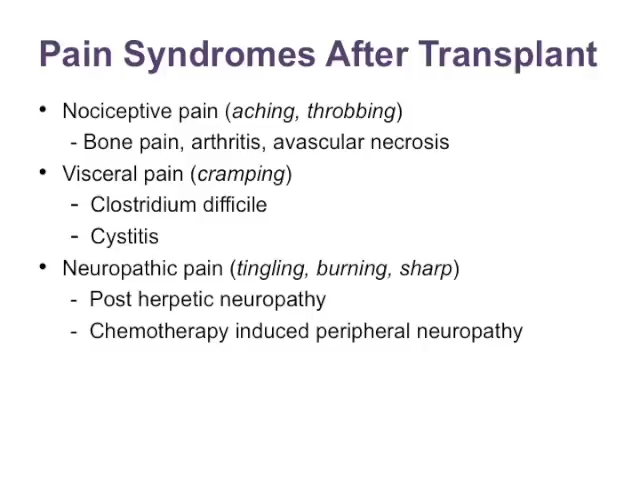 Pain Syndromes After Transplant
• Nociceptive pain (aching, throbbing)
- Bone pain, arthritis, avascular necrosis
• Visceral pain (cramping)
- Clostridium difficile
- Cystitis
• Neuropathic pain (tingling, burning, sharp)
- Post herpetic neuropathy
- Chemotherapy induced peripheral neuropathy